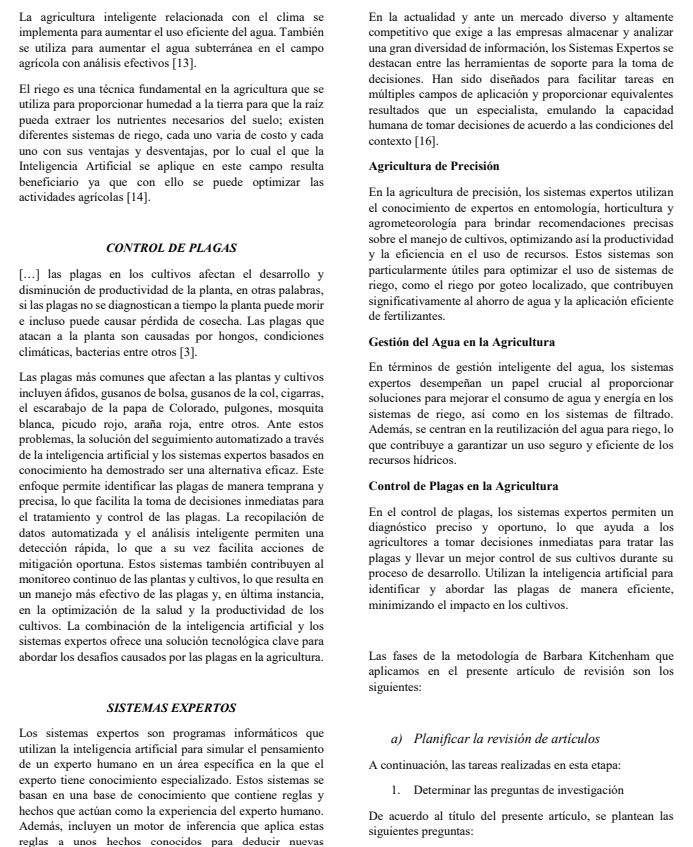 La agricultura inteligente relacionada con el clima se
implementa para aumentar el uso eficiente del agua. También
se utiliza para aumentar el agua subterránea en el campo
agrícola con análisis efectivos [13].
El riego es una técnica fundamental en la agricultura que se
utiliza para proporcionar humedad a la tierra para que la raíz
pueda extraer los nutrientes necesarios del suelo; existen
diferentes sistemas de riego, cada uno varia de costo y cada
uno con sus ventajas y desventajas, por lo cual el que la
Inteligencia Artificial se aplique en este campo resulta
beneficiario ya que con ello se puede optimizar las
actividades agrícolas [14].
CONTROL DE PLAGAS
[…] las plagas en los cultivos afectan el desarrollo y
disminución de productividad de la planta, en otras palabras,
si las plagas no se diagnostican a tiempo la planta puede morir
e incluso puede causar pérdida de cosecha. Las plagas que
atacan a la planta son causadas por hongos, condiciones
climáticas, bacterias entre otros [3].
Las plagas más comunes que afectan a las plantas y cultivos
incluyen áfidos, gusanos de bolsa, gusanos de la col, cigarras,
el escarabajo de la papa de Colorado, pulgones, mosquita
blanca, picudo rojo, araña roja, entre otros. Ante estos
problemas, la solución del seguimiento automatizado a través
de la inteligencia artificial y los sistemas expertos basados en
conocimiento ha demostrado ser una alternativa eficaz. Este
enfoque permite identificar las plagas de manera temprana y
precisa, lo que facilita la toma de decisiones inmediatas para
el tratamiento y control de las plagas. La recopilación de
datos automatizada y el análisis inteligente permiten una
detección rápida, lo que a su vez facilita acciones de
mitigación oportuna. Estos sistemas también contribuyen al
monitoreo continuo de las plantas y cultivos, lo que resulta en
un manejo más efectivo de las plagas y, en última instancia,
en la optimización de la salud y la productividad de los
cultivos. La combinación de la inteligencia artificial y los
sistemas expertos ofrece una solución tecnológica clave para
abordar los desafíos causados por las plagas en la agricultura.
SISTEMAS EXPERTOS
Los sistemas expertos son programas informáticos que
utilizan la inteligencia artificial para simular el pensamiento
de un experto humano en un área específica en la que el
experto tiene conocimiento especializado. Estos sistemas se
basan en una base de conocimiento que contiene reglas y
hechos que actúan como la experiencia del experto humano.
Además, incluyen un motor de inferencia que aplica estas
reglas a unos hechos conocidos para deducir nuevas
En la actualidad y ante un mercado diverso y altamente
competitivo que exige a las empresas almacenar y analizar
una gran diversidad de información, los Sistemas Expertos se
destacan entre las herramientas de soporte para la toma de
decisiones. Han sido diseñados para facilitar tareas en
múltiples campos de aplicación y proporcionar equivalentes
resultados que un especialista, emulando la capacidad
humana de tomar decisiones de acuerdo a las condiciones del
contexto [16].
Agricultura de Precisión
En la agricultura de precisión, los sistemas expertos utilizan
el conocimiento de expertos en entomología, horticultura y
agrometeorología para brindar recomendaciones precisas
sobre el manejo de cultivos, optimizando así la productividad
y la eficiencia en el uso de recursos. Estos sistemas son
particularmente útiles para optimizar el uso de sistemas de
riego, como el riego por goteo localizado, que contribuyen
significativamente al ahorro de agua y la aplicación eficiente
de fertilizantes.
Gestión del Agua en la Agricultura
En términos de gestión inteligente del agua, los sistemas
expertos desempeñan un papel crucial al proporcionar
soluciones para mejorar el consumo de agua y energía en los
sistemas de riego, así como en los sistemas de filtrado.
Además, se centran en la reutilización del agua para riego, lo
que contribuye a garantizar un uso seguro y eficiente de los
recursos hídricos.
Control de Plagas en la Agricultura
En el control de plagas, los sistemas expertos permiten un
diagnóstico preciso y oportuno, lo que ayuda a los
agricultores a tomar decisiones inmediatas para tratar las
plagas y llevar un mejor control de sus cultivos durante su
proceso de desarrollo. Utilizan la inteligencia artificial para
identificar y abordar las plagas de manera eficiente,
minimizando el impacto en los cultivos.
Las fases de la metodología de Barbara Kitchenham que
aplicamos en el presente artículo de revisión son los
siguientes:
a) Planificar la revisión de artículos
A continuación, las tareas realizadas en esta etapa:
1. Determinar las preguntas de investigación
De acuerdo al título del presente artículo, se plantean las
siguientes preguntas: